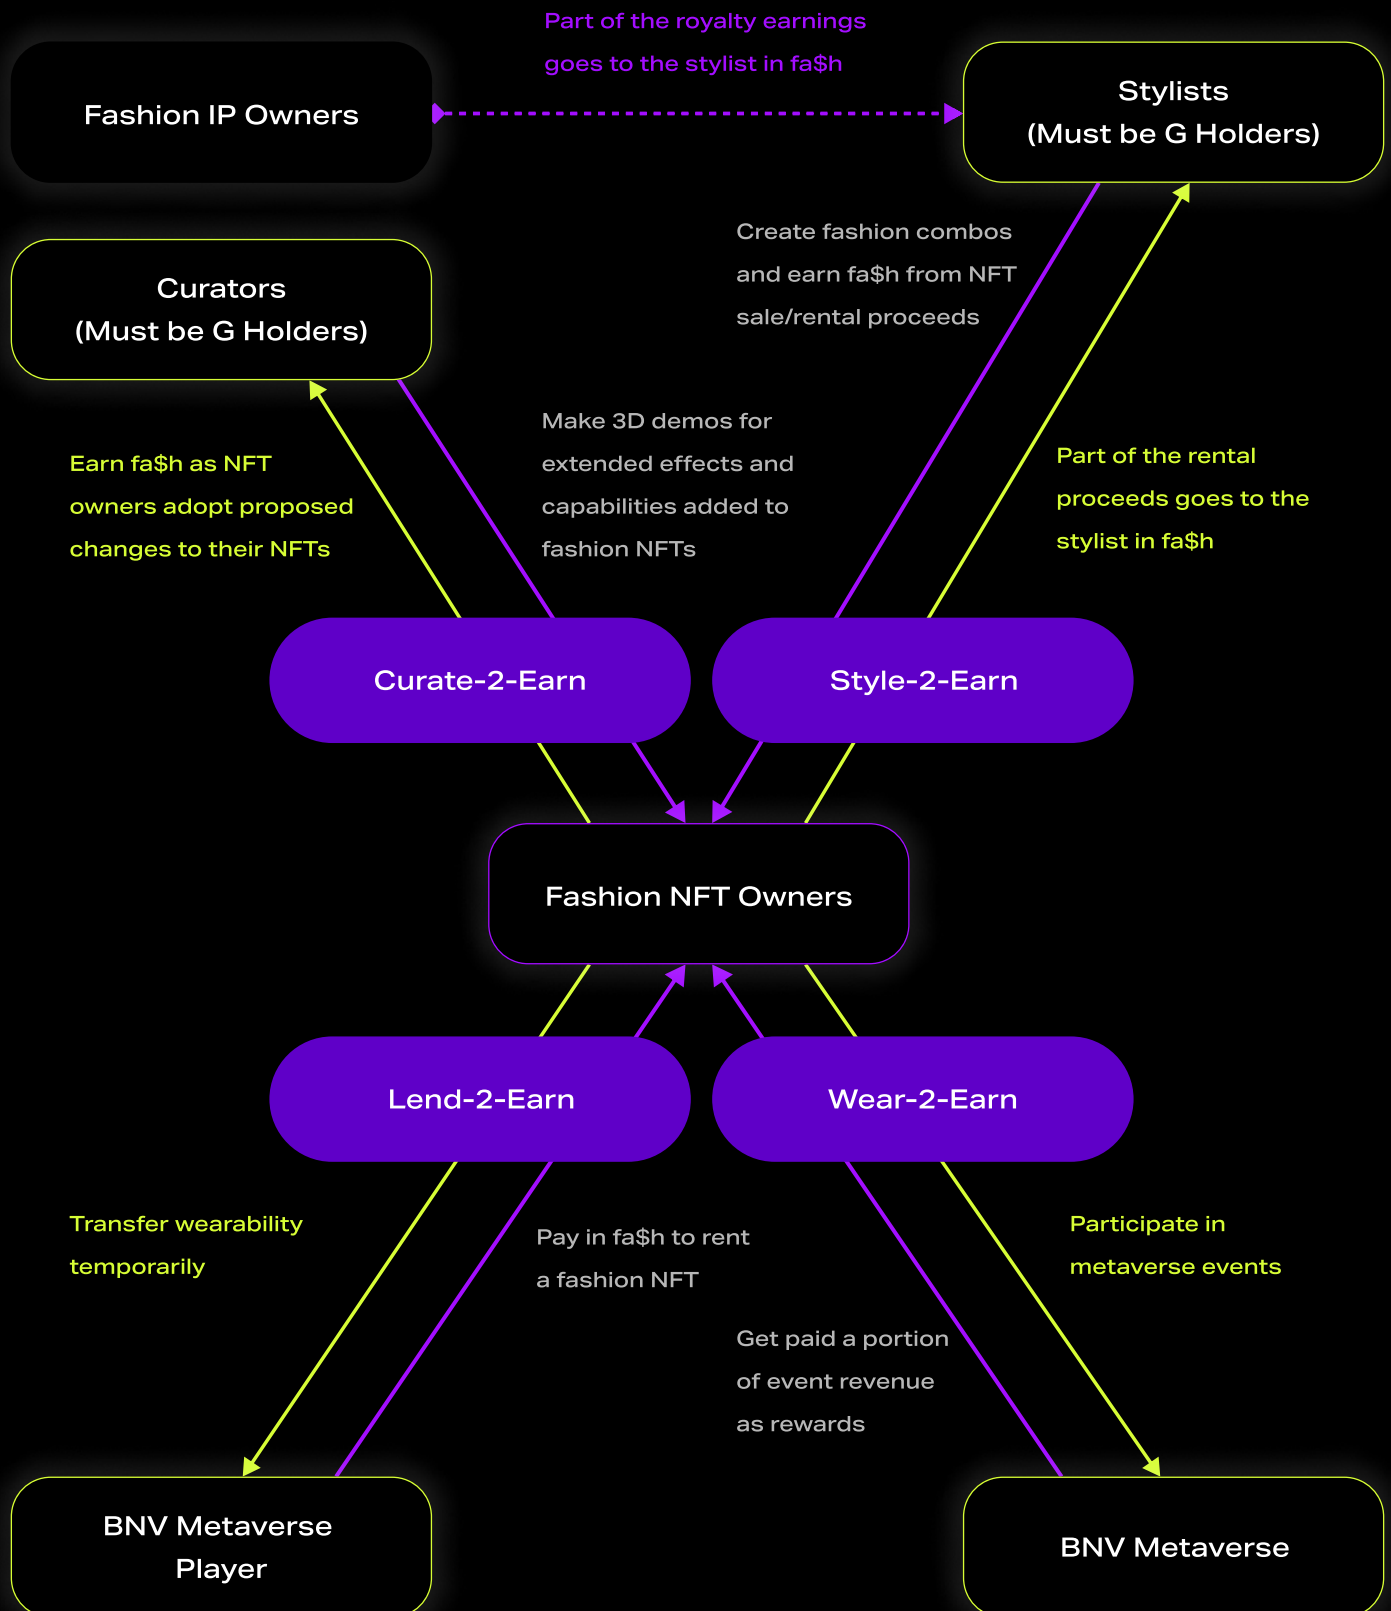 Part of the royalty earnings
goes to the stylist in fa$h
Fashion IP Owners
Stylists
(Must be G Holders)
Create fashion combos
and earn fa$h from NFT
sale/rental proceeds
Curators
(Must be G Holders)
Make 3D demos for
extended effects and
capabilities added to
fashion NFTs
Earn fa$h as NFT
owners adopt proposed
changes to their NFTs
Part of the rental
proceeds goes to the
stylist in fa$h
Curate-2-Earn
Style-2-Earn
Fashion NFT Owners
Lend-2-Earn
Wear-2-Earn
Transfer wearability
temporarily
Pay in fa$h to rent
a fashion NFT
Participate in
metaverse events
Get paid a portion
of event revenue
as rewards
BNV Metaverse
Player
BNV Metaverse